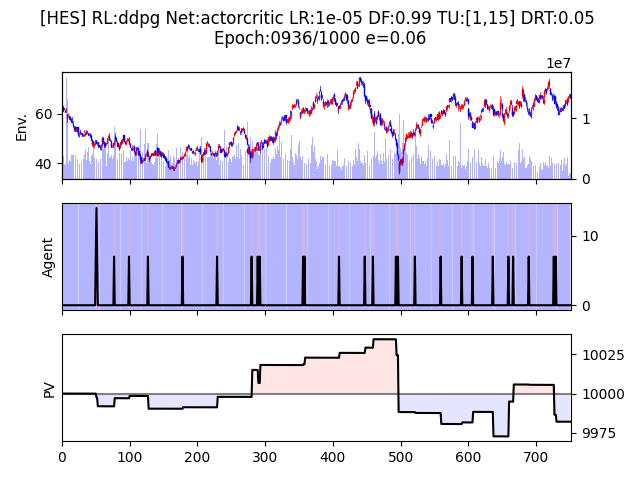 [HES] RL:ddpg Net:actorcritic LR:1e-05 DF:0.99 TU:[1,15] DRT:0.05
Epoch:0936/1000 e=0.06
1e7
Env.
60
40
1
0
Agent
10
0
PV
10025
10000
9975
0 100 200 300 400 500 600 700